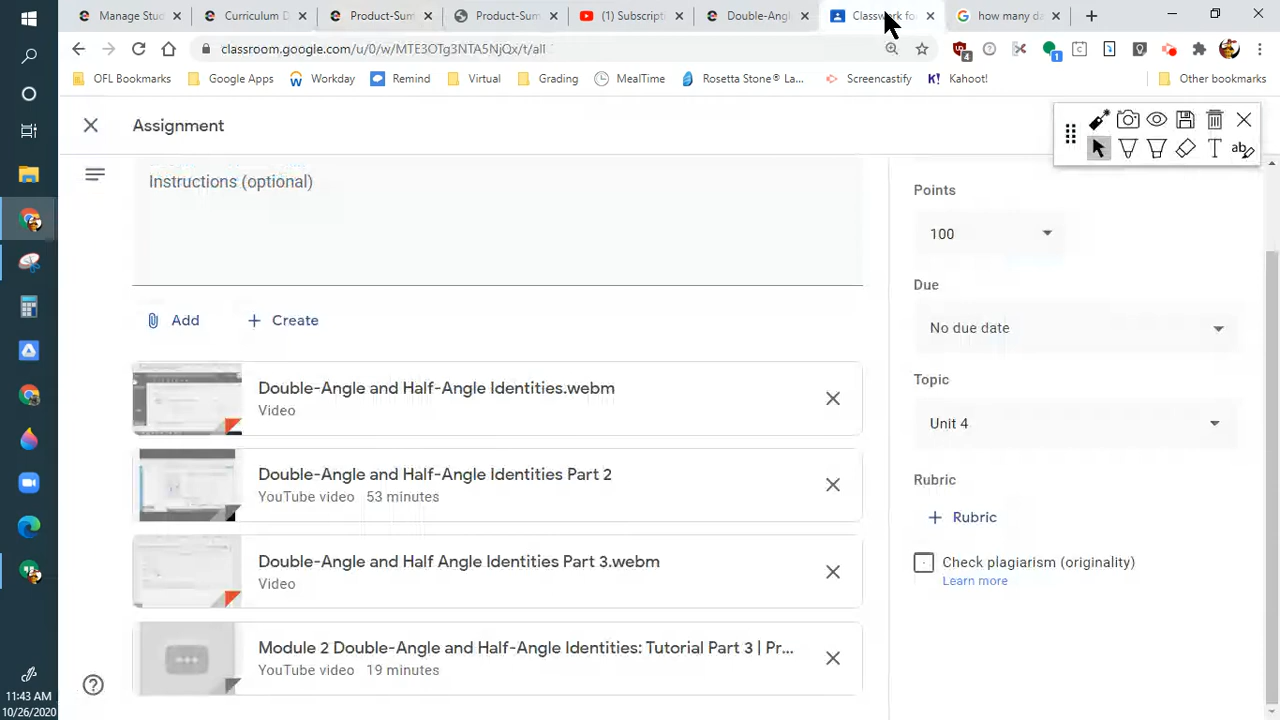 Manage Stud
Curriculum D
Product-Sum
Product-Sum
(1) Subscripti
Double-Angl
Classwork fo
how many da
classroom.google.com/u/0/w/MTE3OTg3NTA5NjQx/t/all
4
1
OFL Bookmarks
Google Apps
Workday
Remind
Virtual
Grading
MealTime
Rosetta Stone® La...
Screencastify
K! Kahoot!
Other bookmarks
Assignment
Instructions (optional)
Add
Create
Double-Angle and Half-Angle Identities.webm
Video
Double-Angle and Half-Angle Identities Part 2
YouTube video 53 minutes
Double-Angle and Half Angle Identities Part 3.webm
Video
Module 2 Double-Angle and Half-Angle Identities: Tutorial Part 3 | Pr...
YouTube video 19 minutes
Points
100
Due
No due date
Topic
Unit 4
Rubric
Rubric
Check plagiarism (originality)
Learn more
T
ab
11:43 AM
10/26/2020